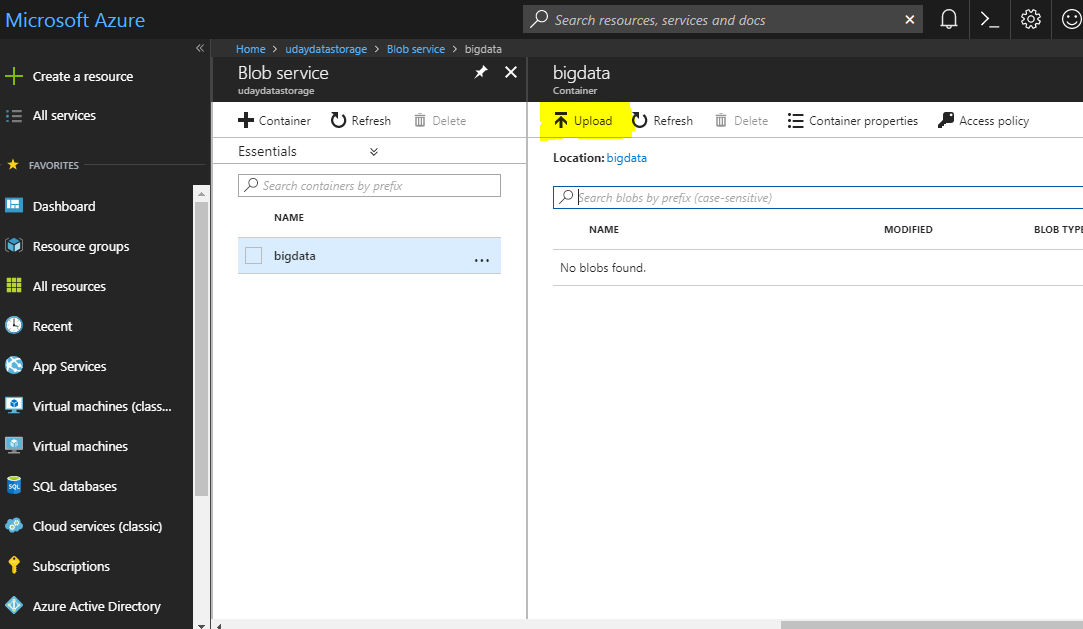 Microsoft Azure
Search resources, services and docs
Home > udaydatastorage > Blob service > bigdata
Create a resource
All services
FAVORITES
Dashboard
Resource groups
All resources
Recent
App Services
Virtual machines (class...
Virtual machines
SQL databases
Cloud services (classic)
Subscriptions
Azure Active Directory
Blob service
udaydatastorage
Container Refresh Delete
Essentials
Search containers by prefix
NAME
bigdata ...
bigdata
Container
Upload Refresh Delete Container properties Access policy
Location: bigdata
Search blobs by prefix (case-sensitive)
NAME MODIFIED BLOB TYPE
No blobs found.